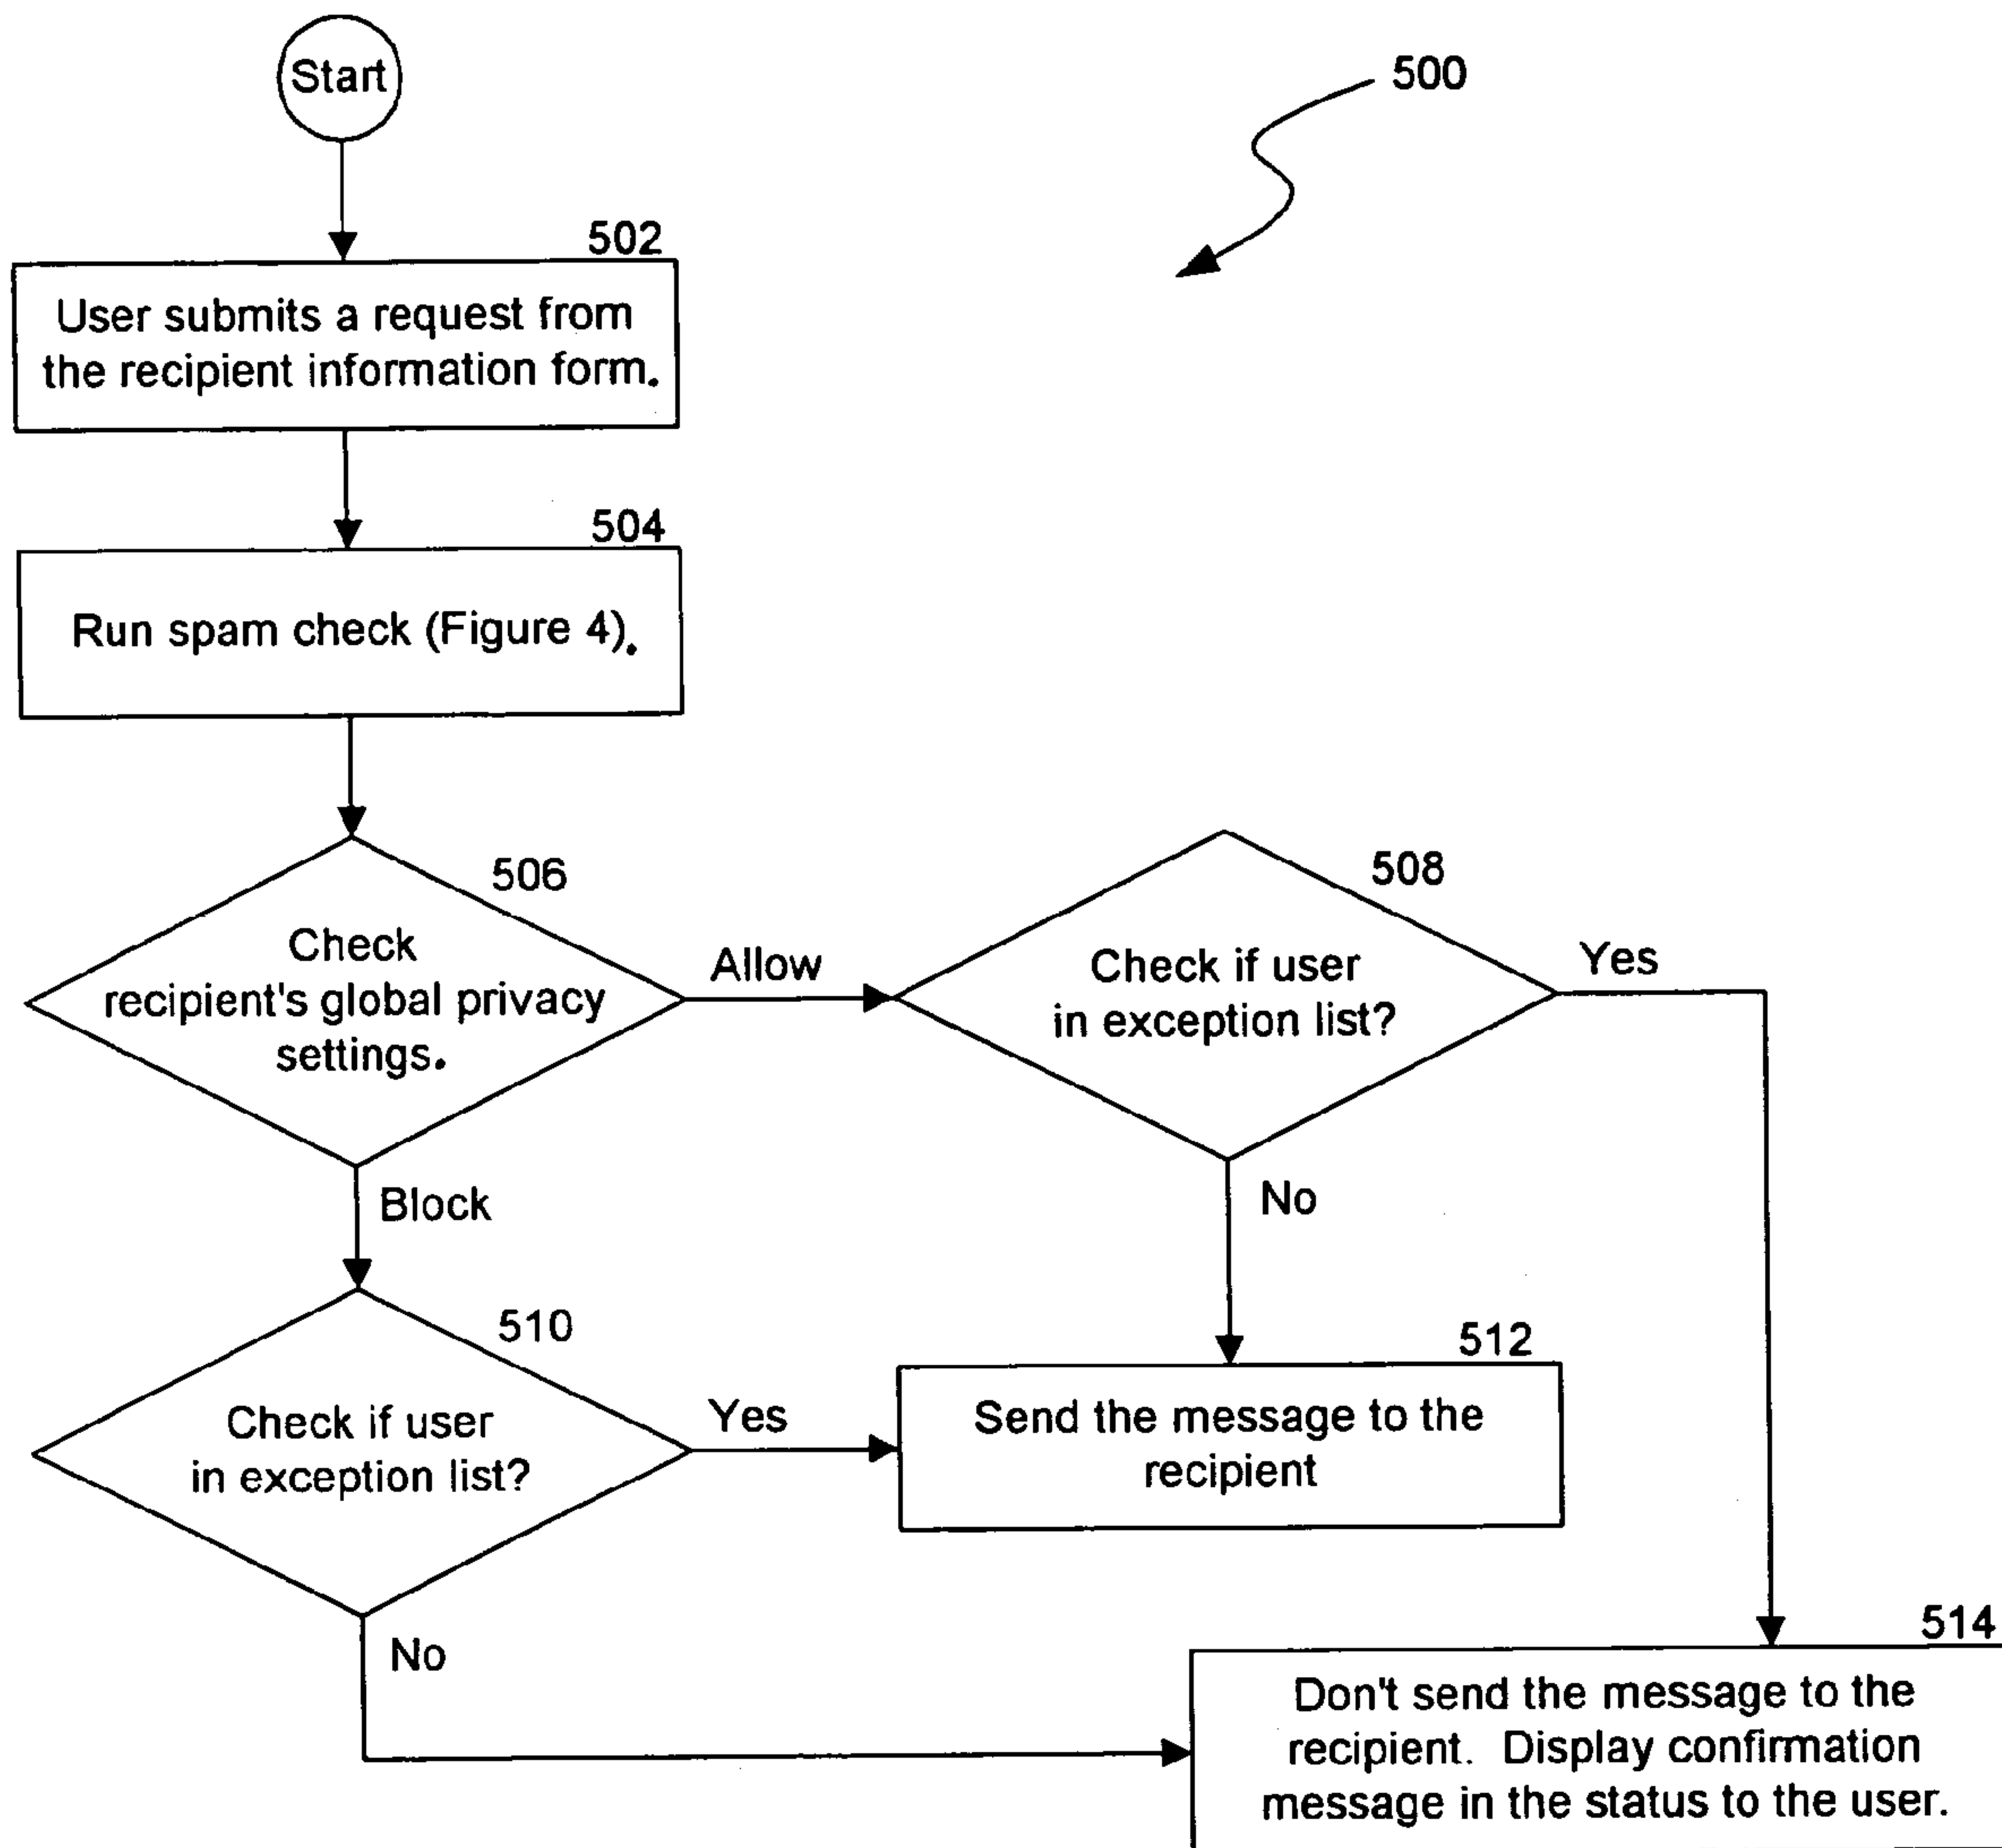 Start
500
502
User submits a request from
the recipient information form.
504
Run spam check (Figure 4).
506
Check
recipient's global privacy
settings.
Allow
508
Check if user
in exception list?
Yes
Block
No
510
Check if user
in exception list?
Yes
512
Send the message to the
recipient
No
514
Don't send the message to the
recipient.  Display confirmation
message in the status to the user.